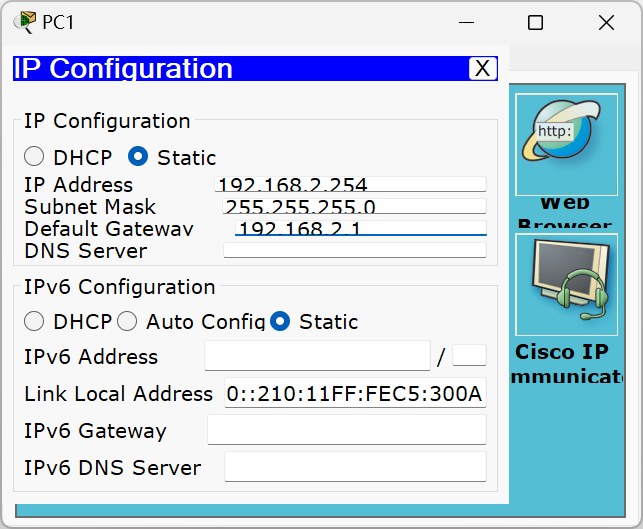 PC1
IP Configuration X
IP Configuration
DHCP Static
IP Address 192.168.2.254
Subnet Mask 255.255.255.0
Default Gateway 192.168.2.1
DNS Server
IPv6 Configuration
DHCP Auto Config Static
IPv6 Address /
Link Local Address 0::210:11FF:FEC5:300A
IPv6 Gateway
IPv6 DNS Server
http:
Web
Browser
Cisco IP
mmunicat